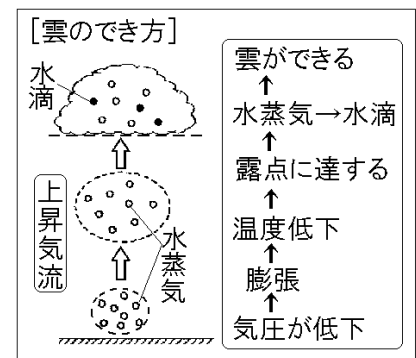 [雲のでき方]
水滴
上昇気流
水蒸気
雲ができる
↑
水蒸気→水滴
↑
露点に達する
↑
温度低下
↑
膨張
↑
気圧が低下